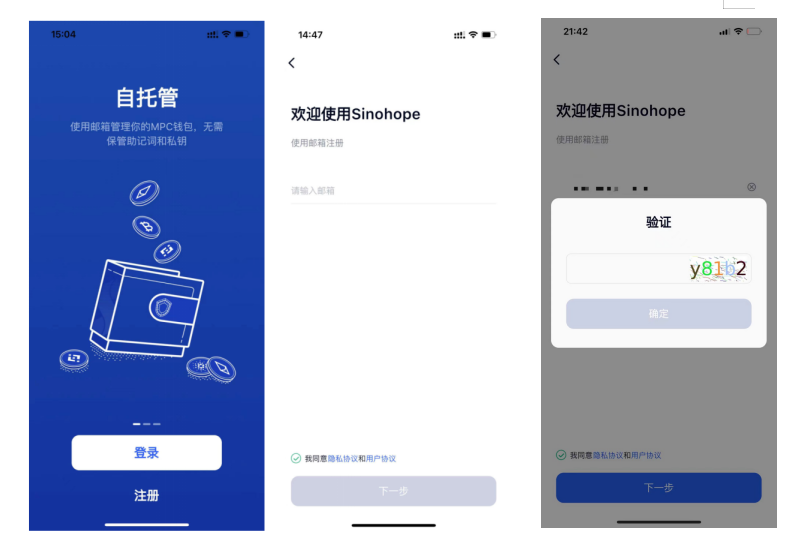 15:04
自托管
使用邮箱管理你的MPC钱包，无需
保管助记词和私钥
登录
注册
14:47
欢迎使用Sinohope
使用邮箱注册
请输入邮箱
我同意隐私协议和用户协议
下一步
21:42
欢迎使用Sinohope
使用邮箱注册
验证
y81b2
确定
我同意隐私协议和用户协议
下一步